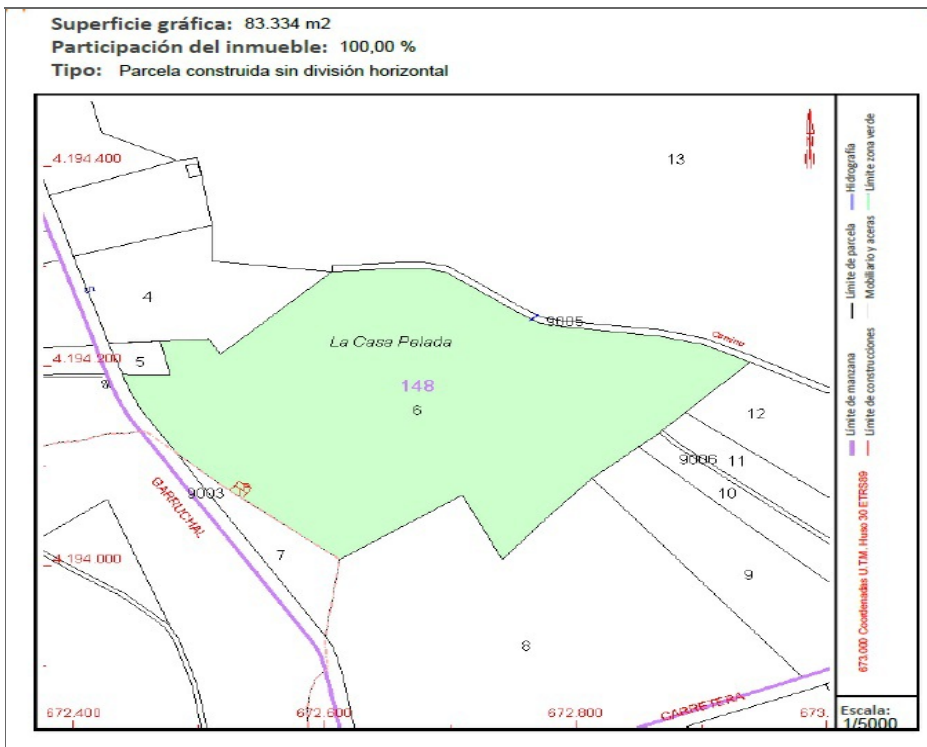 Superficie gráfica: 83.334 m2
Participación del inmueble: 100,00 %
Tipo: Parcela construida sin división horizontal
4.194.400
13
4
9005
Camino
La Casa Pelada
4.194.200
5
148
6
12
9006
11
10
9003
BARRUCHAL
7
4.194.000
9
8
CARRETERA
672.400
672.600
672.800
673.
Límite de manzana
Límite de parcela
Hidrografía
Límite de construcciones
Mobiliario y aceras
Límite zona verde
673.000 Coordenadas U.T.M. Huso 30 ETRS89
Escala:
1/5000